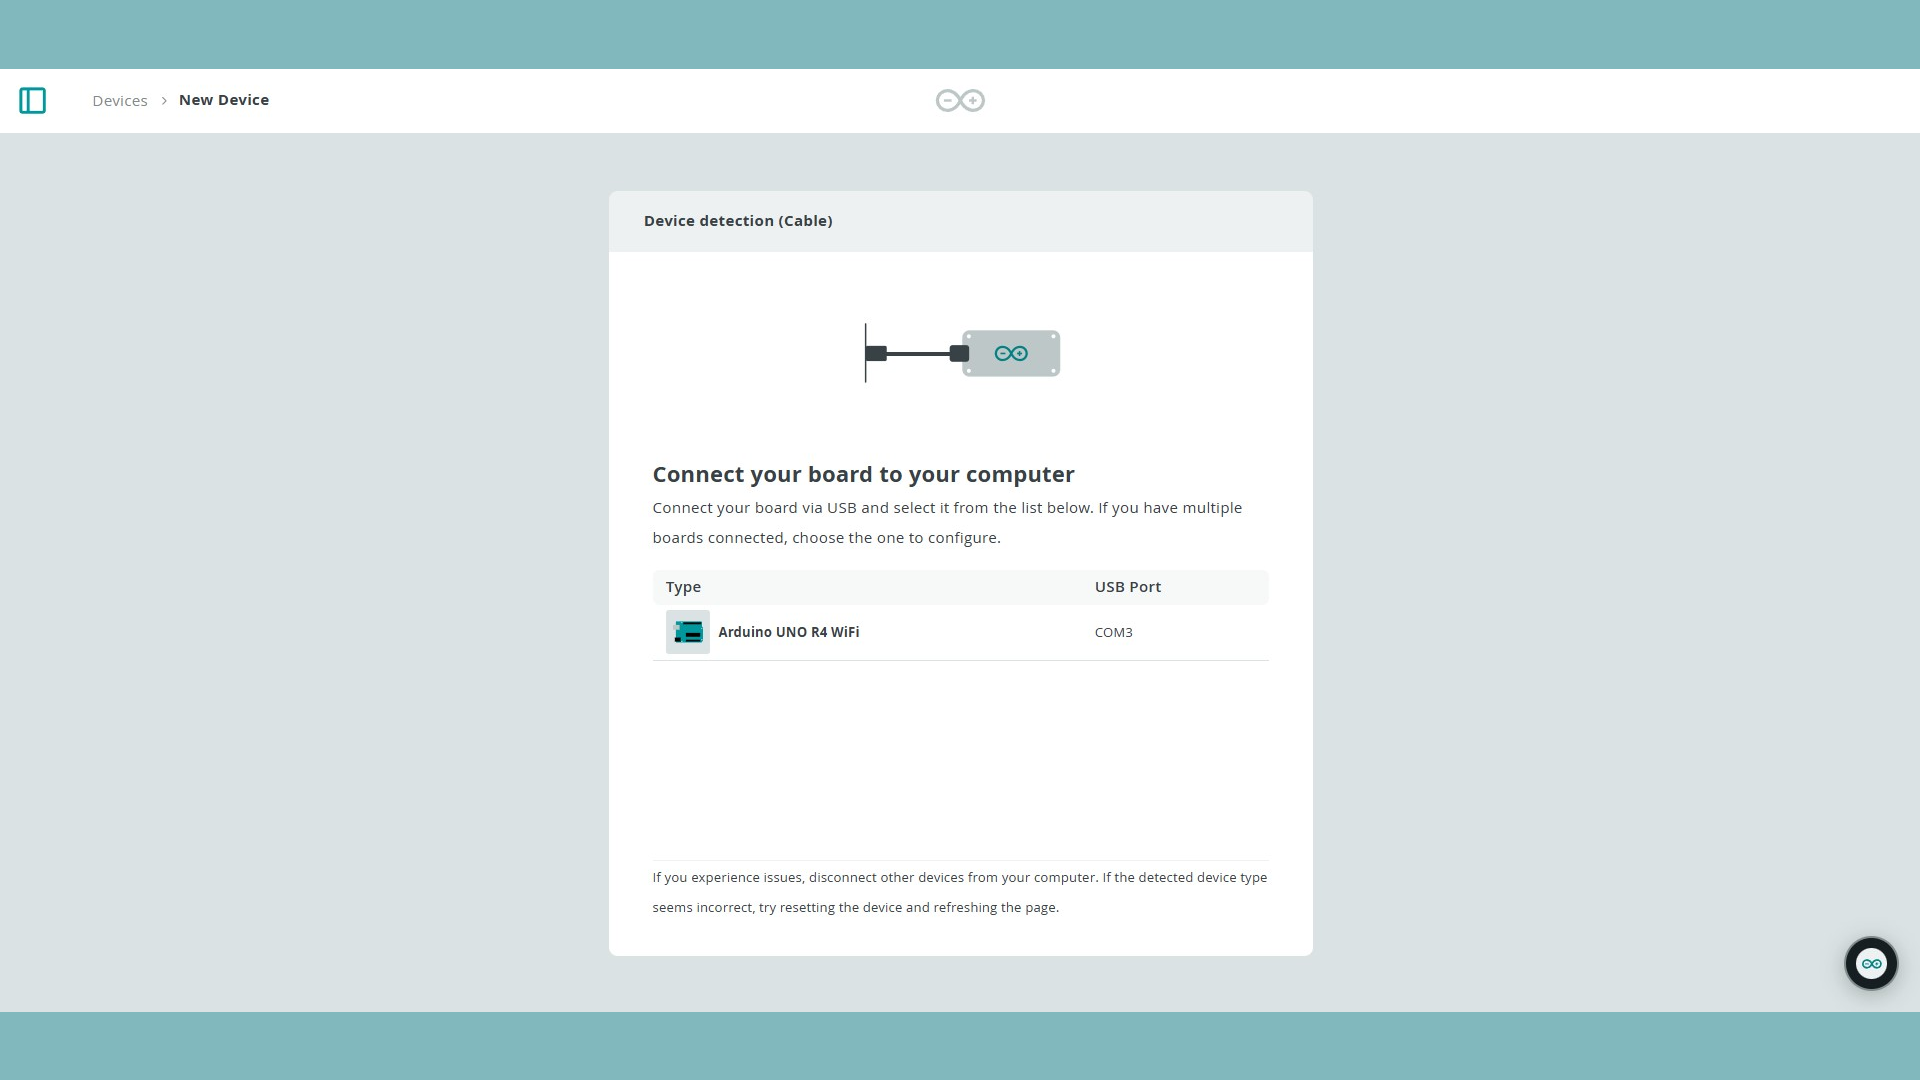 Devices › New Device
Device detection (Cable)
Connect your board to your computer
Connect your board via USB and select it from the list below. If you have multiple
boards connected, choose the one to configure.
Type USB Port
Arduino UNO R4 WiFi COM3
If you experience issues, disconnect other devices from your computer. If the detected device type
seems incorrect, try resetting the device and refreshing the page.